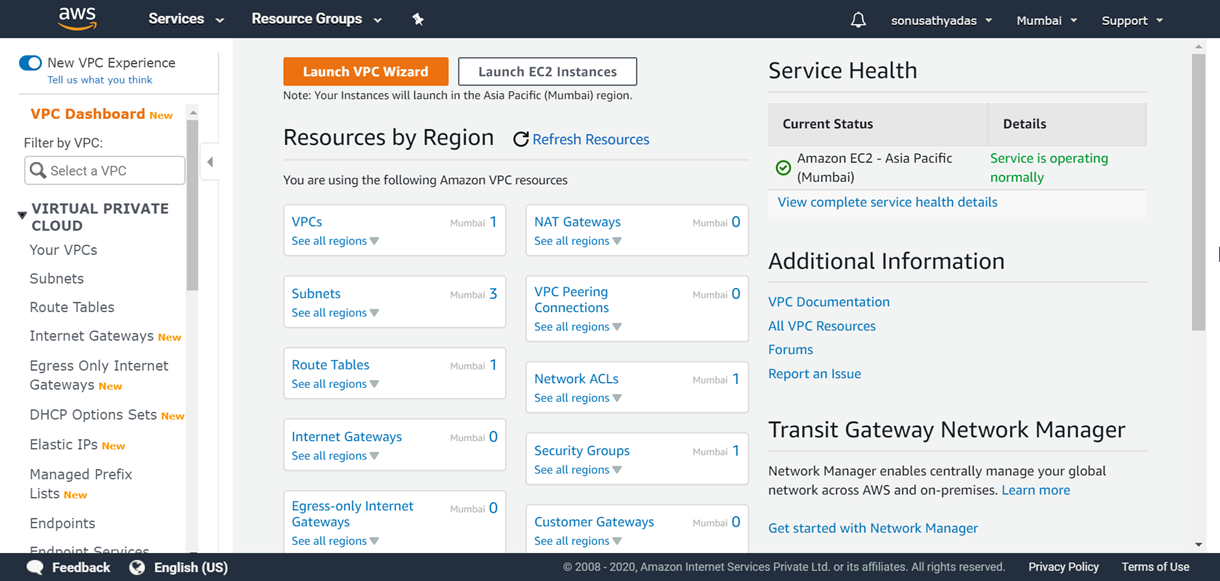 aws
Services
Resource Groups
sonusathyadas
Mumbai
Support
New VPC Experience
Tell us what you think
VPC Dashboard New
Filter by VPC:
Select a VPC
VIRTUAL PRIVATE
CLOUD
Your VPCs
Subnets
Route Tables
Internet Gateways New
Egress Only Internet
Gateways New
DHCP Options Sets New
Elastic IPs New
Managed Prefix
Lists New
Endpoints
Endpoint Services
Launch VPC Wizard
Launch EC2 Instances
Note: Your Instances will launch in the Asia Pacific (Mumbai) region.
Resources by Region
Refresh Resources
You are using the following Amazon VPC resources
VPCs
Mumbai 1
See all regions
NAT Gateways
Mumbai 0
See all regions
Subnets
Mumbai 3
See all regions
VPC Peering
Connections
Mumbai 0
See all regions
Route Tables
Mumbai 1
See all regions
Network ACLs
Mumbai 1
See all regions
Internet Gateways
Mumbai 0
See all regions
Security Groups
Mumbai 1
See all regions
Egress-only Internet
Gateways
Mumbai 0
See all regions
Customer Gateways
Mumbai 0
See all regions
Service Health
Current Status
Details
Amazon EC2 - Asia Pacific
(Mumbai)
Service is operating
normally
View complete service health details
Additional Information
VPC Documentation
All VPC Resources
Forums
Report an Issue
Transit Gateway Network Manager
Network Manager enables centrally manage your global
network across AWS and on-premises. Learn more
Get started with Network Manager
Feedback
English (US)
© 2008 - 2020, Amazon Internet Services Private Ltd. or its affiliates. All rights reserved.
Privacy Policy
Terms of Use